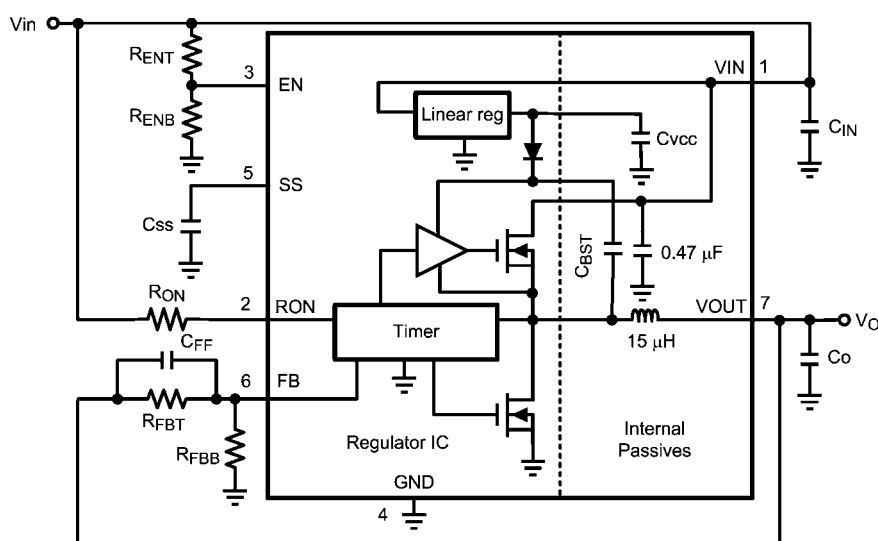 Vin
RENT
3
EN
VIN
1
Linear reg
RENB
CVCC
CIN
5
SS
CSS
CBST
0.47 μF
RON
2
RON
VOUT
7
VO
Timer
15 μH
CFF
Co
6
FB
RFBT
RFBB
Regulator IC
Internal
Passives
GND
4